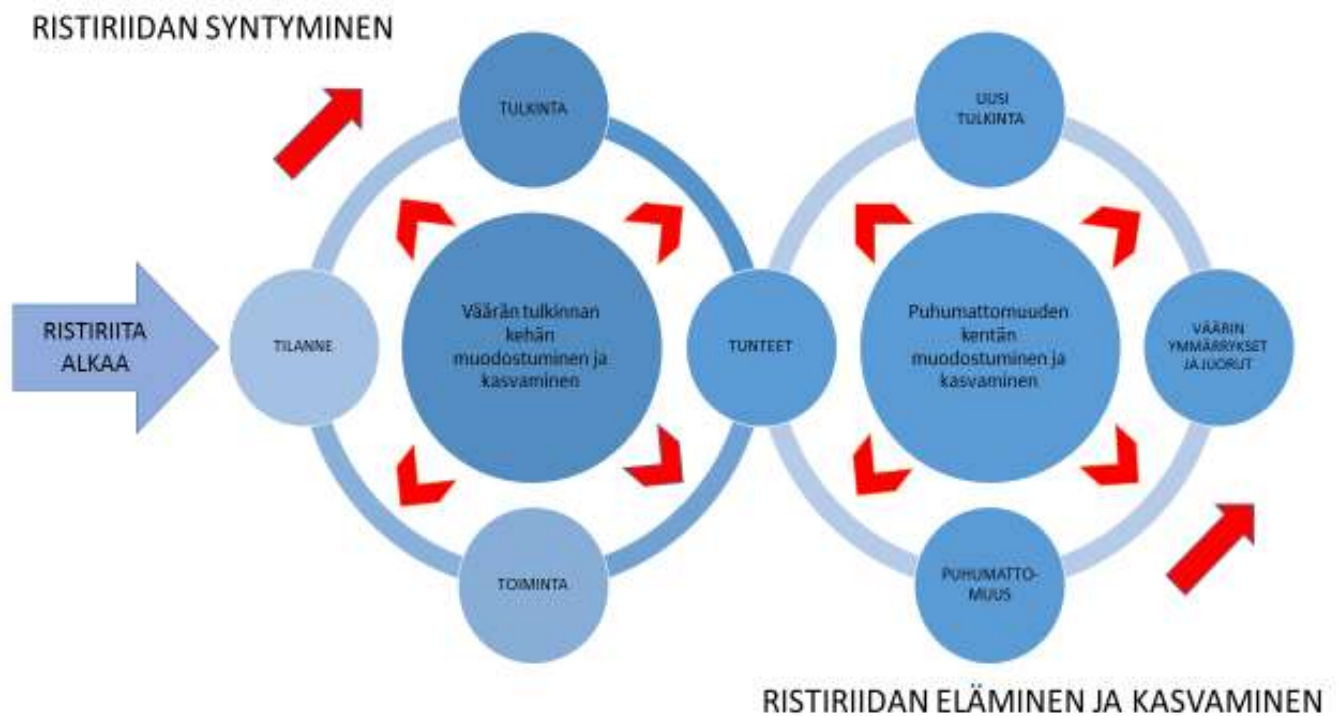 RISTIRIIDAN SYNTYMINEN
TULKINTA
UUSI
TULKINTA
RISTIRIITA
ALKAA
TILANNE
Väärän tulkinnan
kehän
muodostuminen ja
kasvaminen
TUNTEET
Puhumattomuuden
kentän
muodostuminen ja
kasvaminen
VÄÄRIN
YMMÄRRYKSET
JA JUORUT
TOIMINTA
PUHUMATTO-
MUUS
RISTIRIIDAN ELÄMINEN JA KASVAMINEN